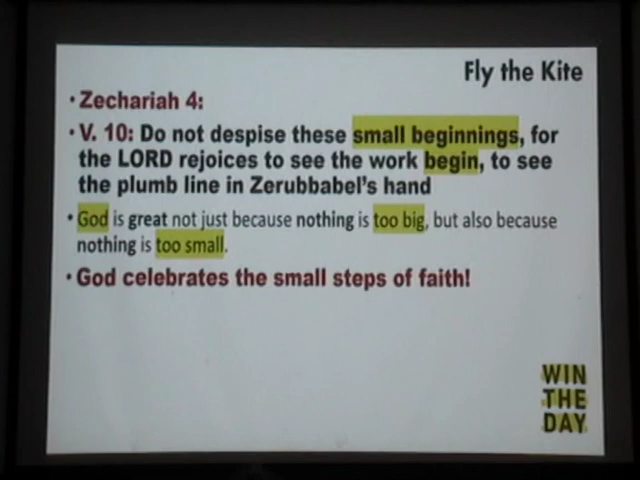 Fly the Kite
• Zechariah 4:
• V. 10: Do not despise these small beginnings, for
the LORD rejoices to see the work begin, to see
the plumb line in Zerubbabel's hand
• God is great not just because nothing is too big, but also because
nothing is too small.
• God celebrates the small steps of faith!
WIN
THE
DAY